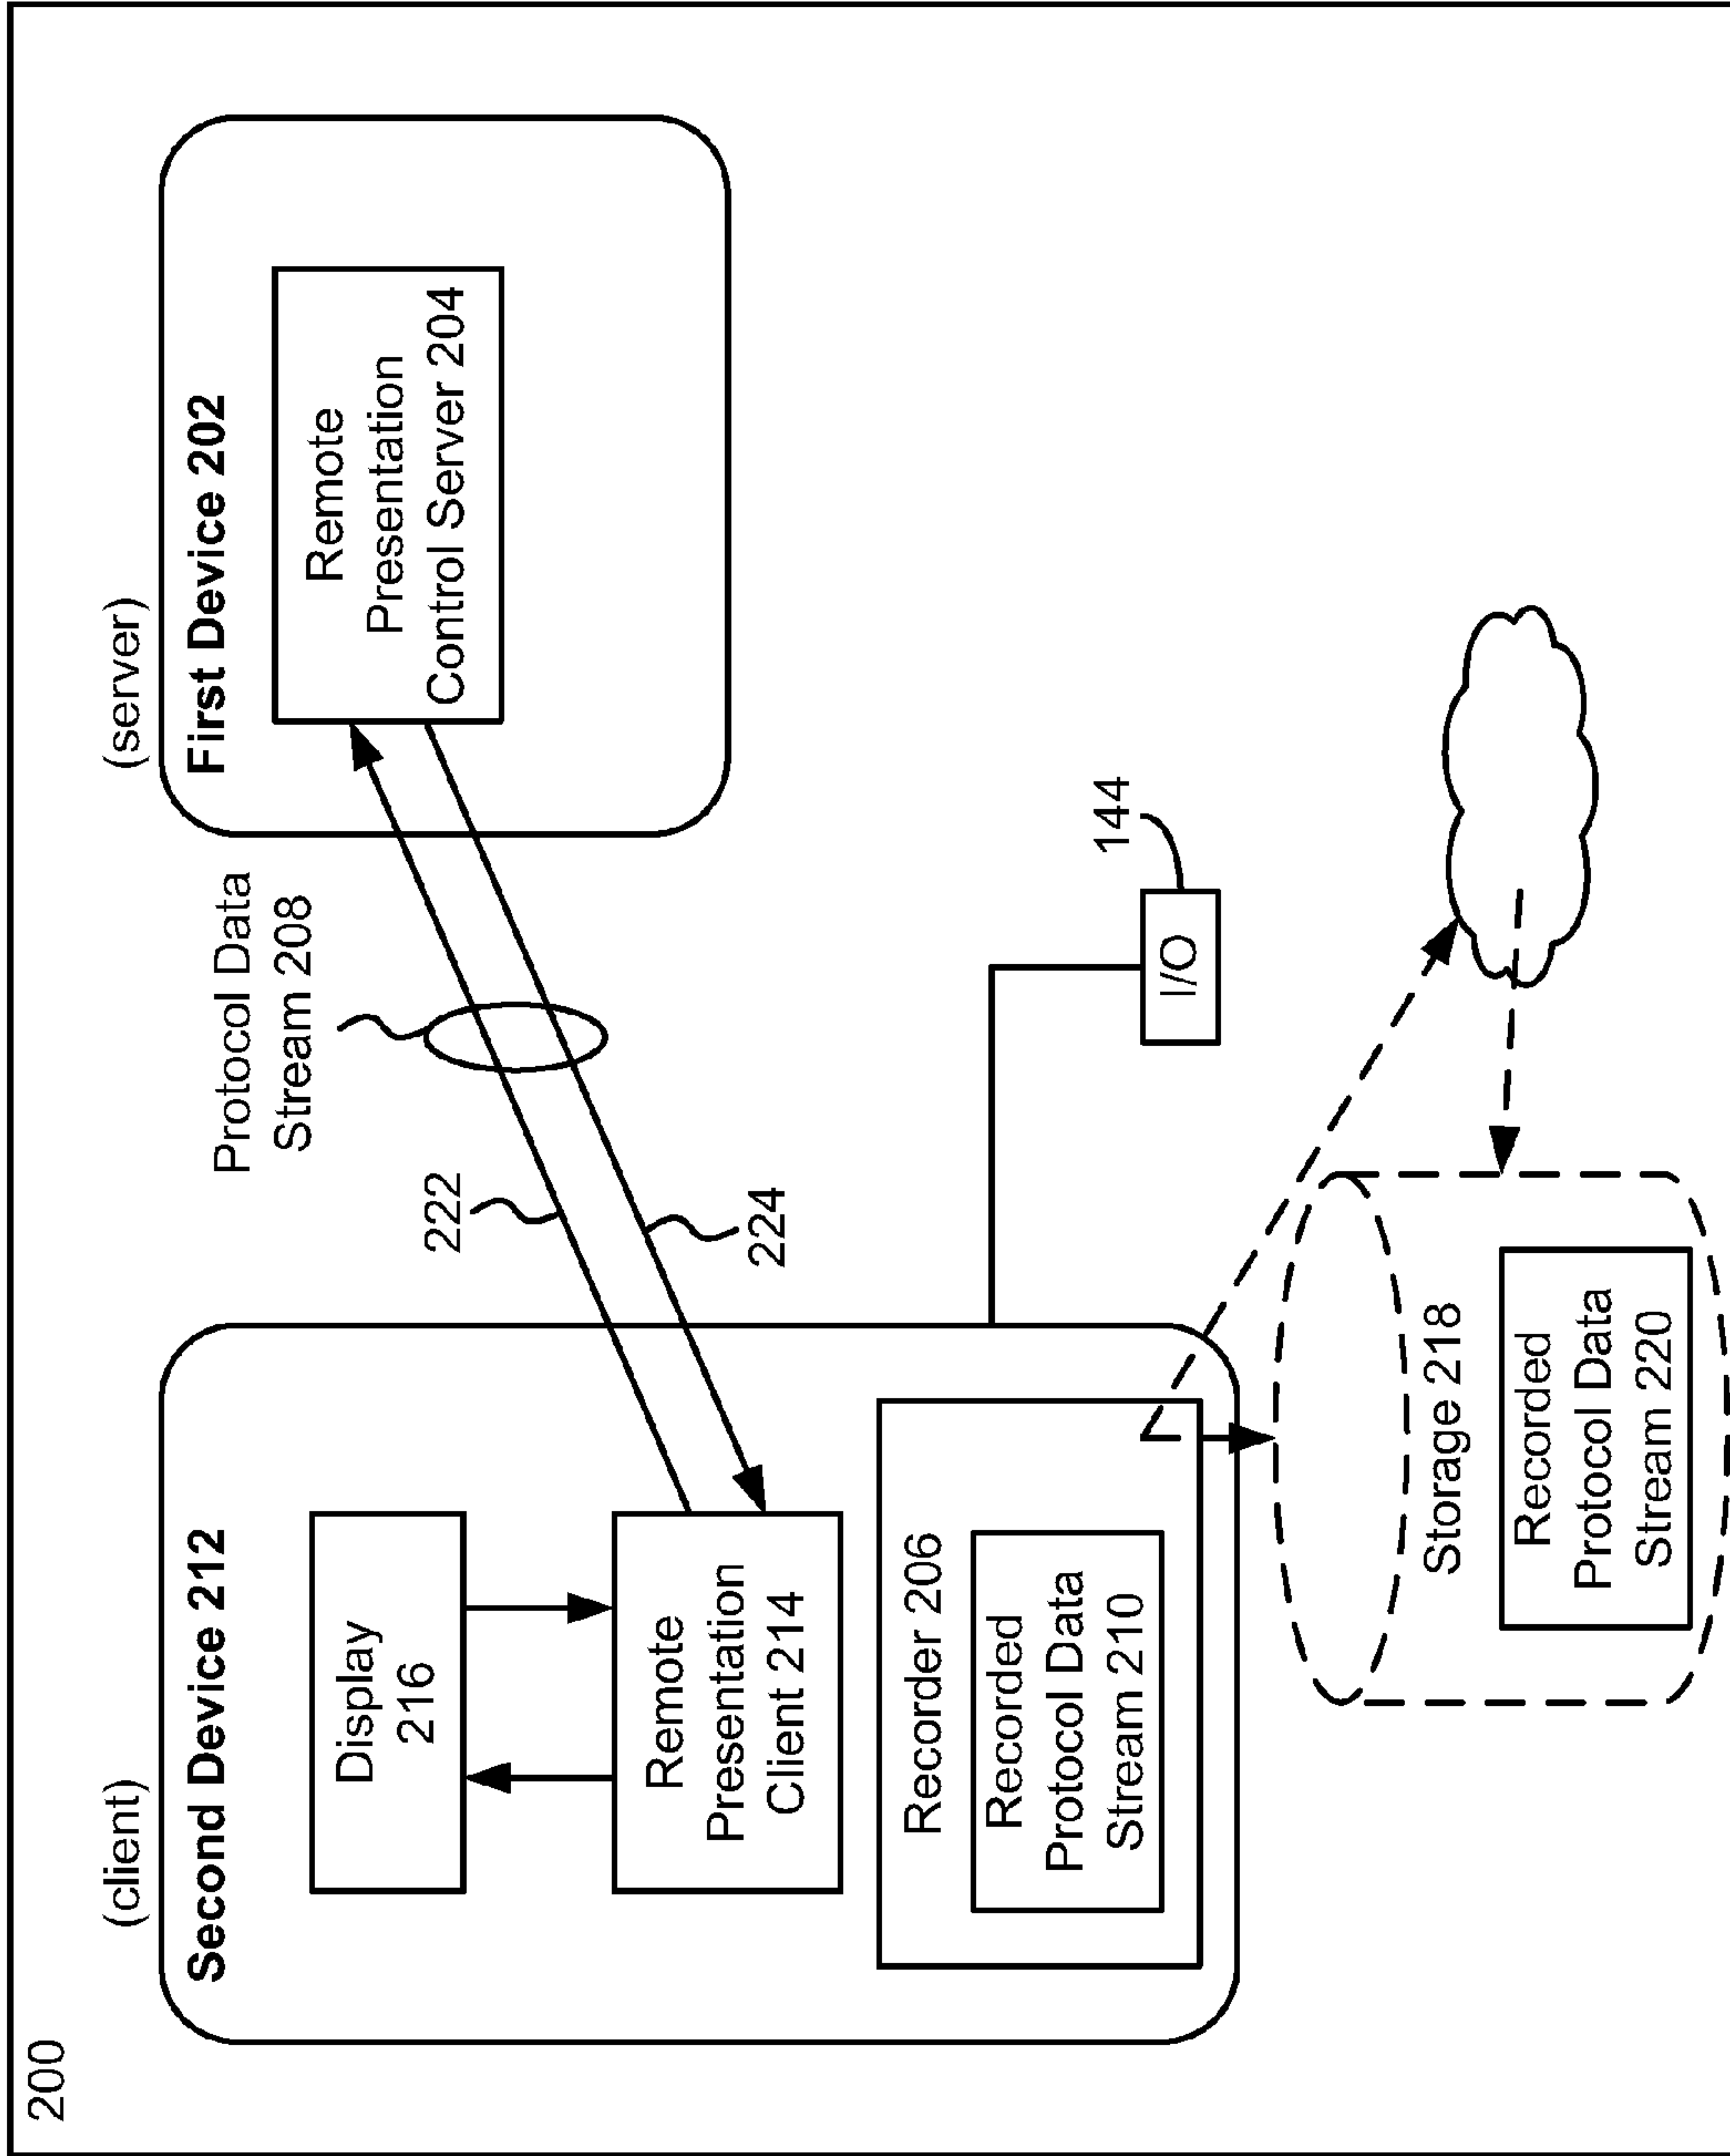 200
(client)
Second Device 212
Display
216
Remote
Presentation
Client 214
Recorder 206
Recorded
Protocol Data
Stream 210
Storage 218
Recorded
Protocol Data
Stream 220
222
224
Protocol Data
Stream 208
(server)
First Device 202
Remote
Presentation
Control Server 204
144
I/O